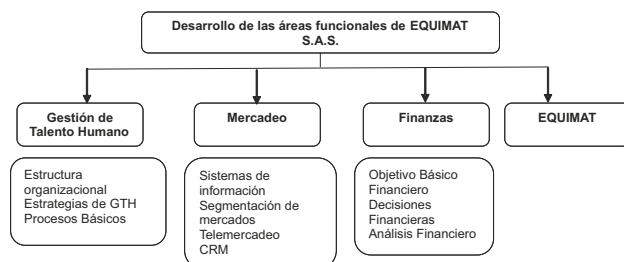 Desarrollo de las áreas funcionales de EQUIMAT
S.A.S.
Gestión de
Talento Humano
Mercadeo
Finanzas
EQUIMAT
Estructura
organizacional
Estrategias de GTH
Procesos Básicos
Sistemas de
información
Segmentación de
mercados
Telemercadeo
CRM
Objetivo Básico
Financiero
Decisiones
Financieras
Análisis Financiero